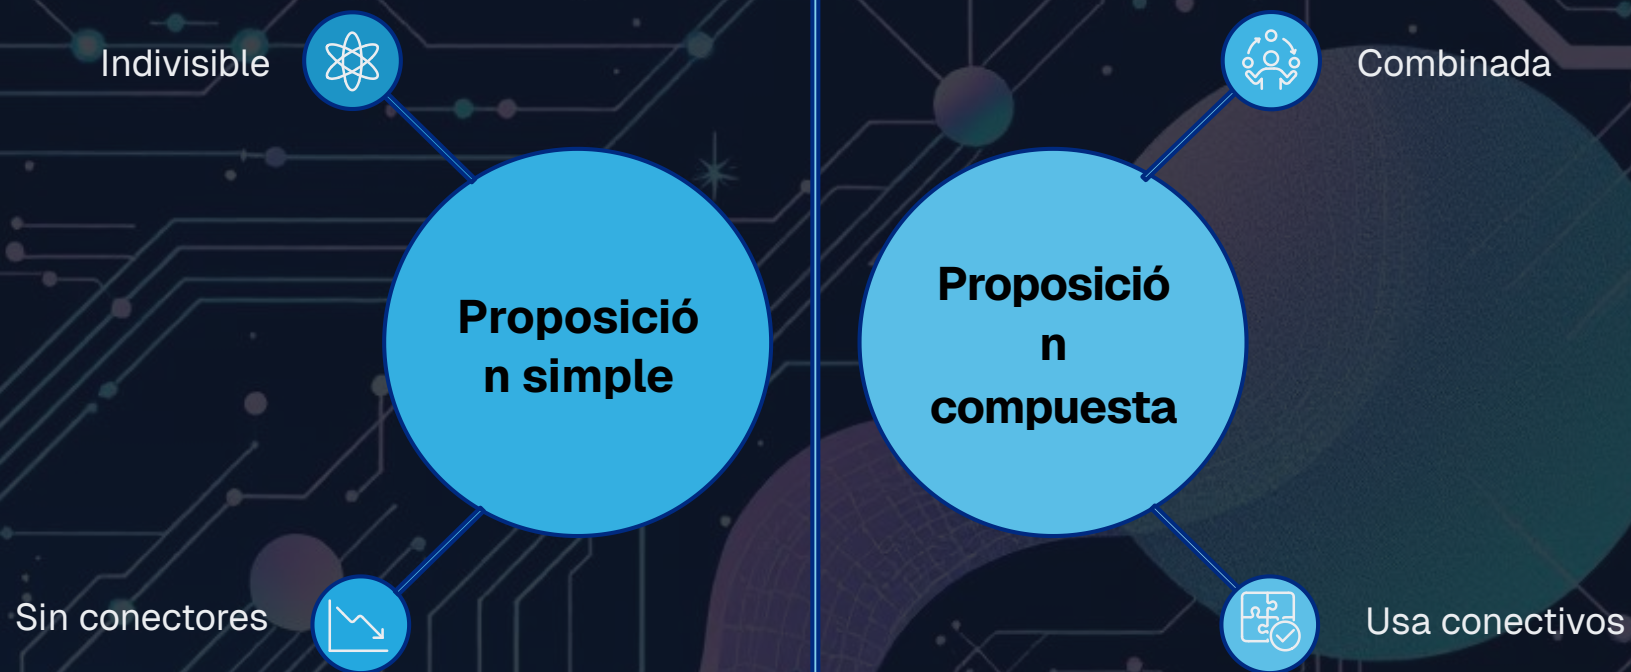 Indivisible
Proposició
n simple
Sin conectores
Combinada
Proposició
n
compuesta
Usa conectivos